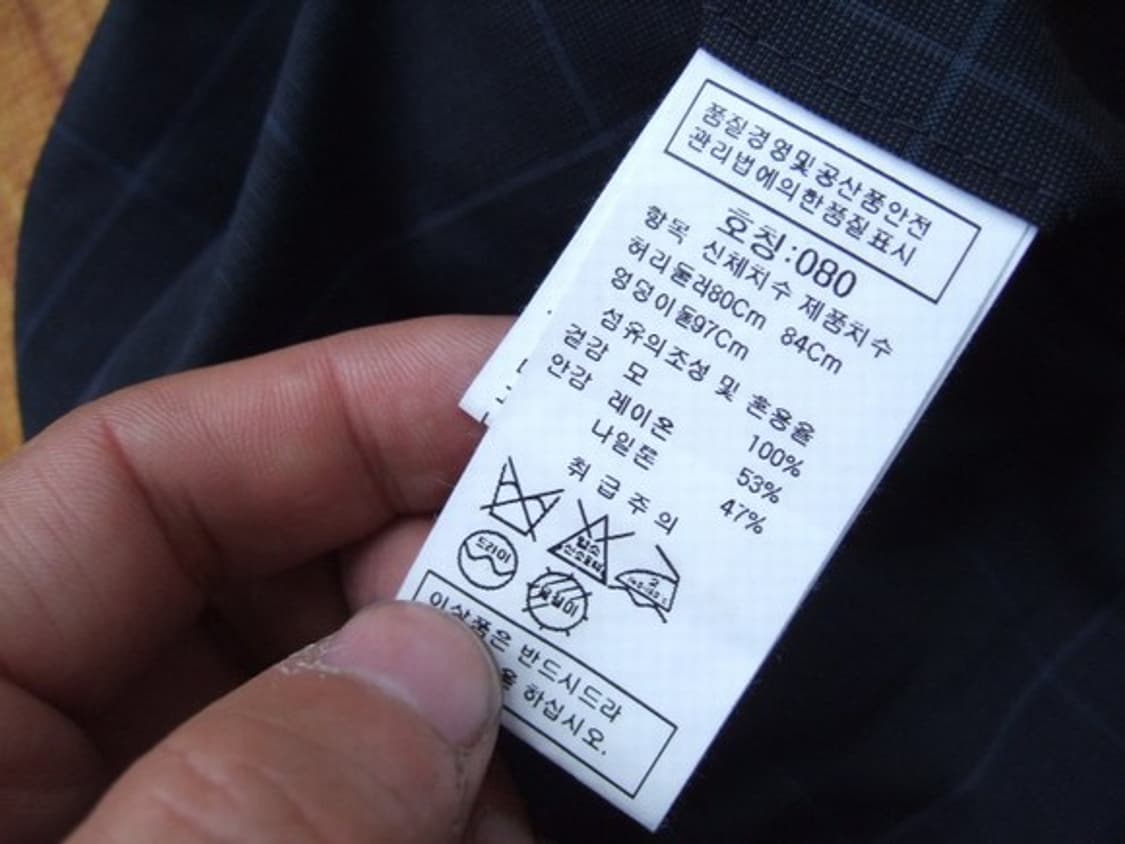 품질경영및공산품안전
관리법에의한품질표시
호칭:080
항목 신체치수 제품치수
허리둘러80Cm 84Cm
엉덩이둘97Cm
섬유의조성 및 혼용율
겉감 모 100%
안감 레이온 53%
나일론 47%
취급주의
드라이
이상품은 반드시드라
하십시오.